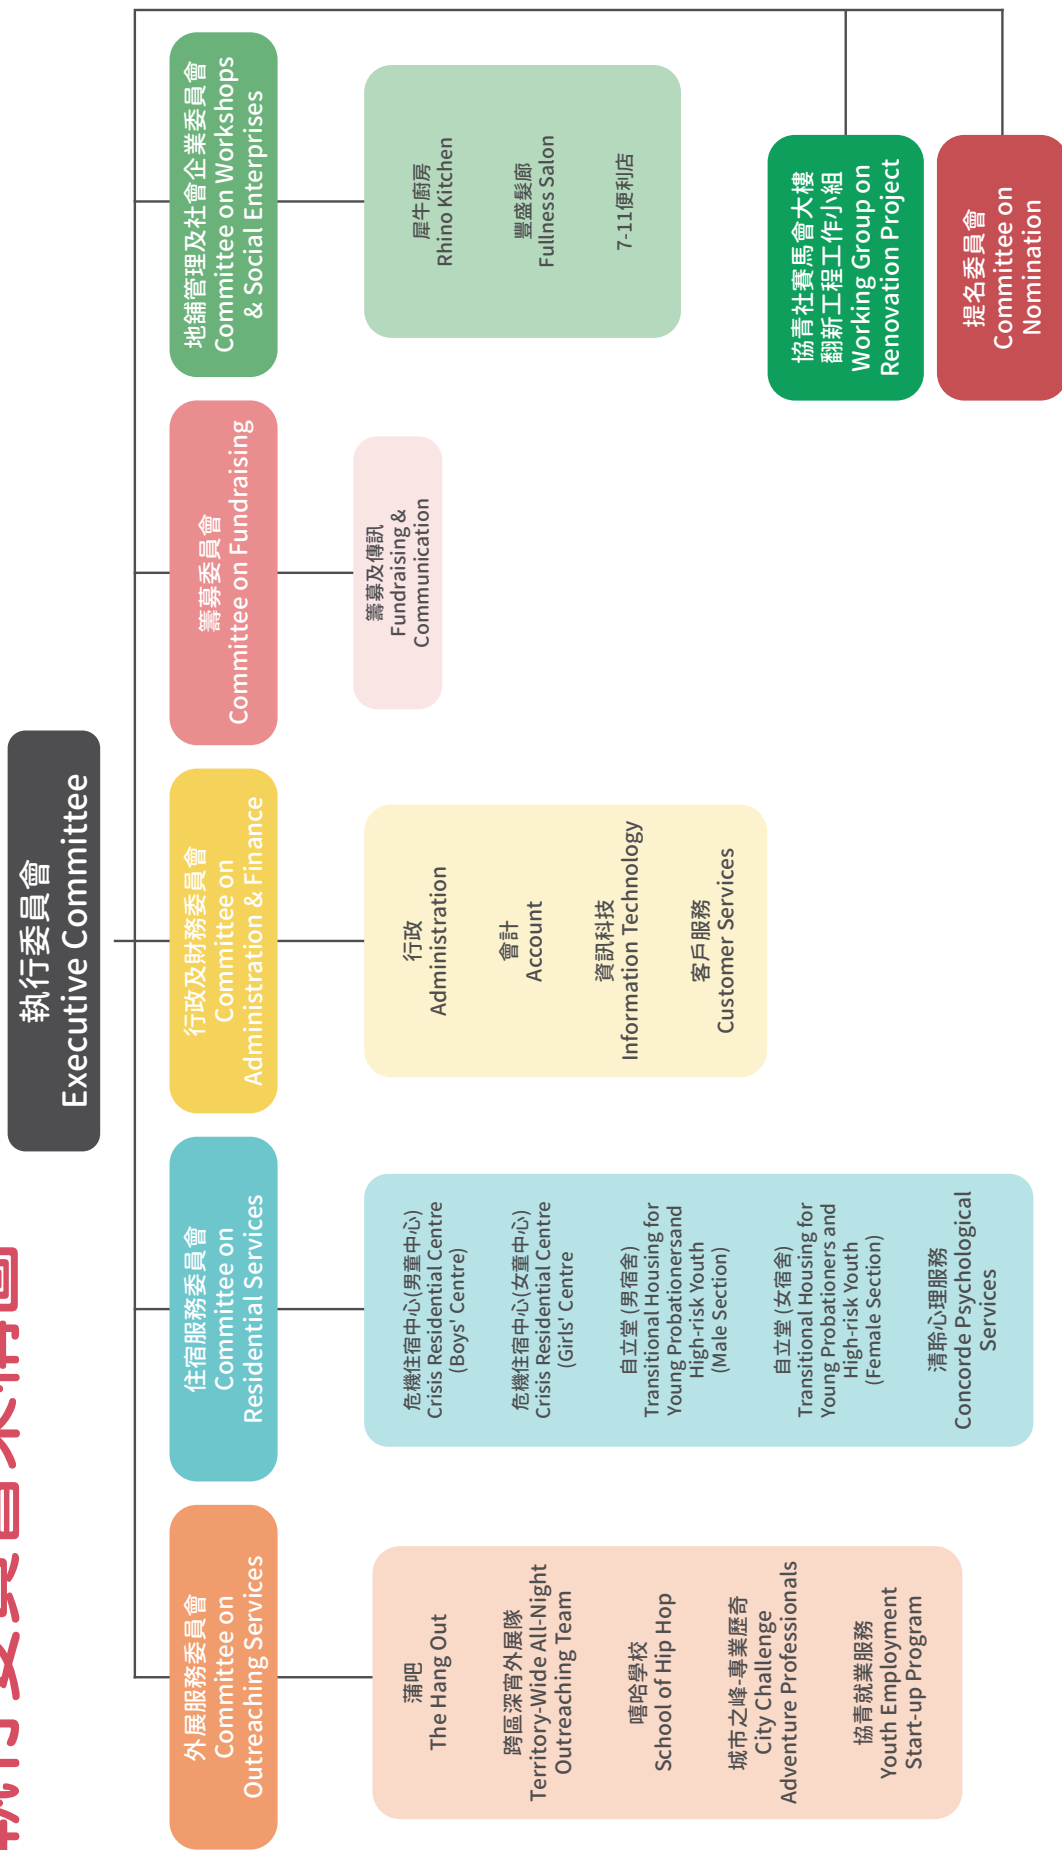 執行委員會架構圖
執行委員會
Executive Committee
外展服務委員會
Committee on
Outreaching Services
蒲吧
The Hang Out
跨區深宵外展隊
Territory-Wide All-Night
Outreaching Team
嘻哈學校
School of Hip Hop
城市之峰-專業歷奇
City Challenge
Adventure Professionals
協青就業服務
Youth Employment
Start-up Program
住宿服務委員會
Committee on
Residential Services
危機住宿中心(男童中心)
Crisis Residential Centre
(Boys' Centre)
危機住宿中心(女童中心)
Crisis Residential Centre
(Girls' Centre
自立堂 (男宿舍)
Transitional Housing for
Young Probationersand
High-risk Youth
(Male Section)
自立堂 (女宿舍)
Transitional Housing for
Young Probationers and
High-risk Youth
(Female Section)
清聆心理服務
Concorde Psychological
Services
行政及財務委員會
Committee on
Administration & Finance
行政
Administration
會計
Account
資訊科技
Information Technology
客戶服務
Customer Services
籌募委員會
Committee on Fundraising
籌募及傳訊
Fundraising &
Communication
地舖管理及社會企業委員會
Committee on Workshops
& Social Enterprises
犀牛廚房
Rhino Kitchen
豐盛髮廊
Fullness Salon
7-11便利店
協青社賽馬會大樓
翻新工程工作小組
Working Group on
Renovation Project
提名委員會
Committee on
Nomination